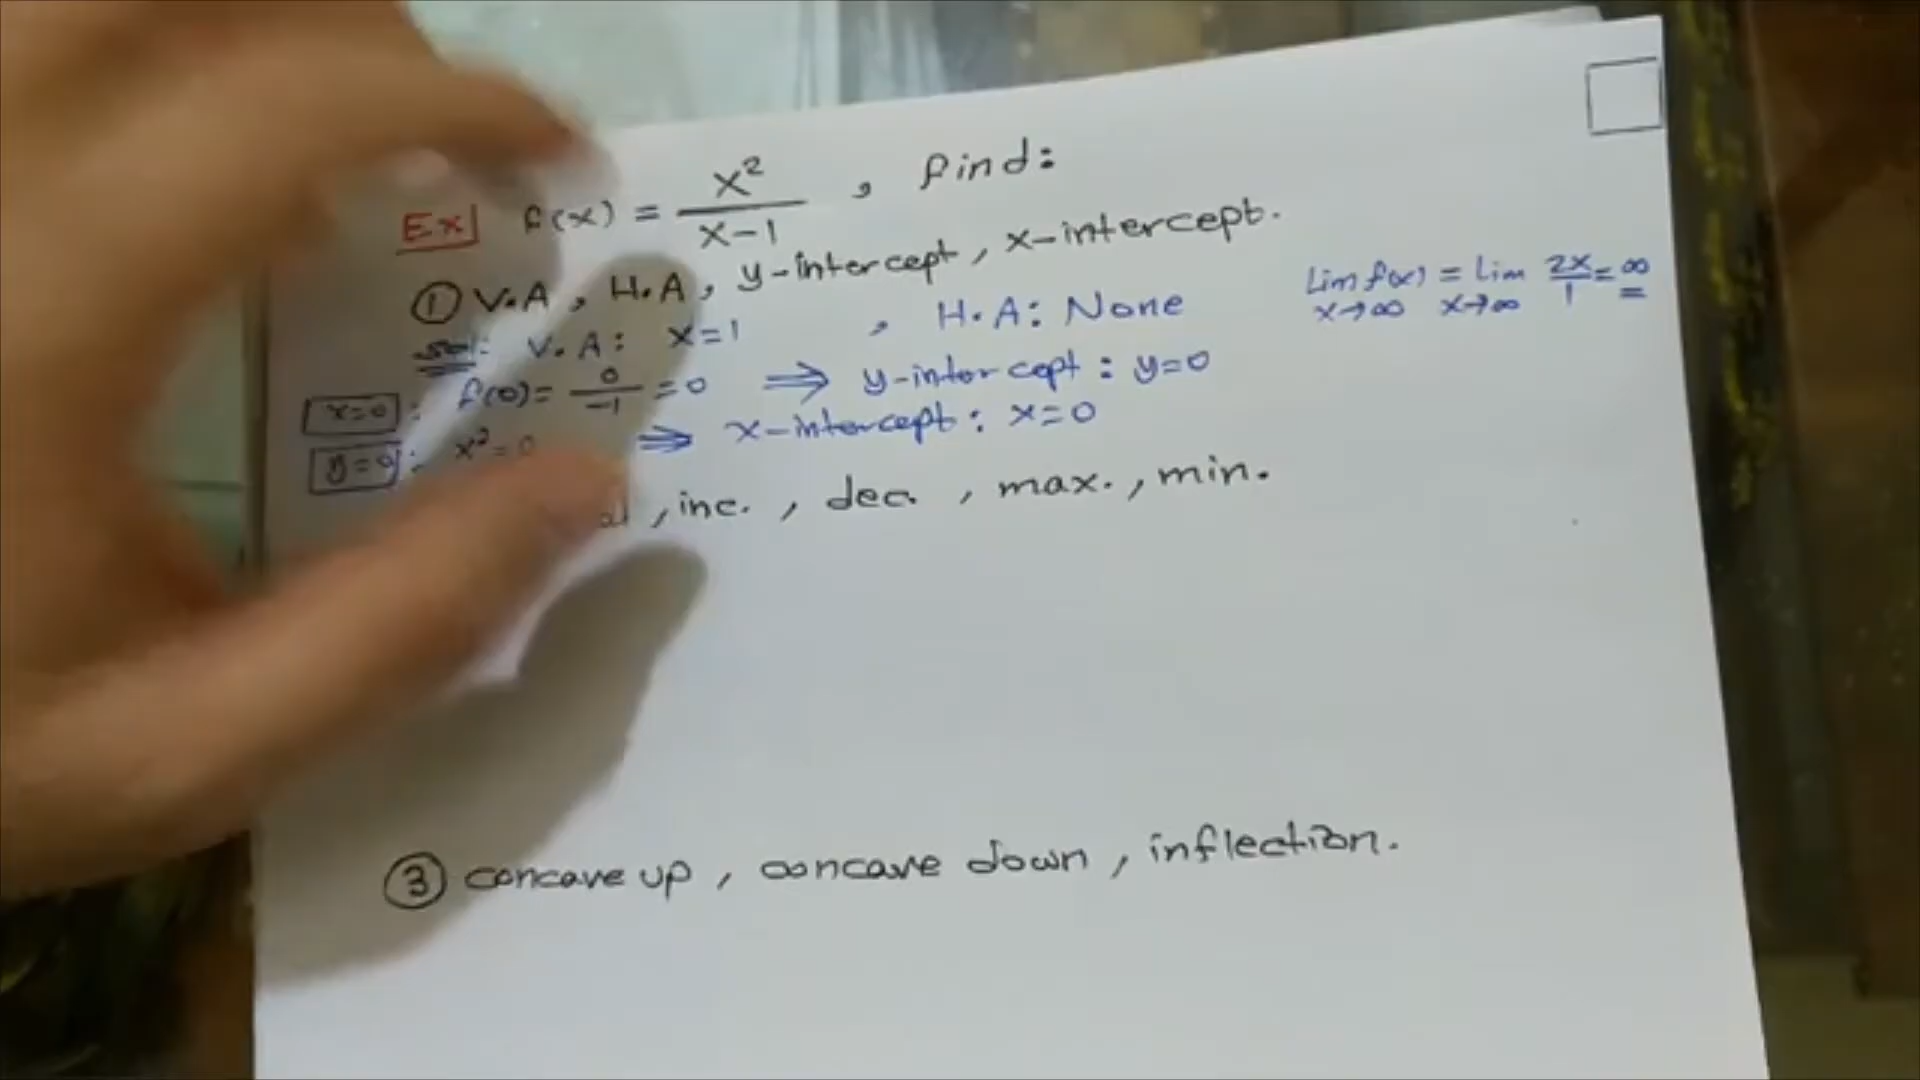 Ex f(x) = x²/(x-1) , find:
① V.A , H.A , y-intercept , x-intercept.
Sol: V.A: x=1 , H.A: None
Lim f(x) = Lim 2x/1 = ∞
x→∞ x→∞
x=0 : f(0) = 0/-1 = 0 ⇒ y-intercept : y=0
y=0 : x²=0 ⇒ x-intercept : x=0
, inc. , dec. , max. , min.
③ concave up , concave down , inflection.